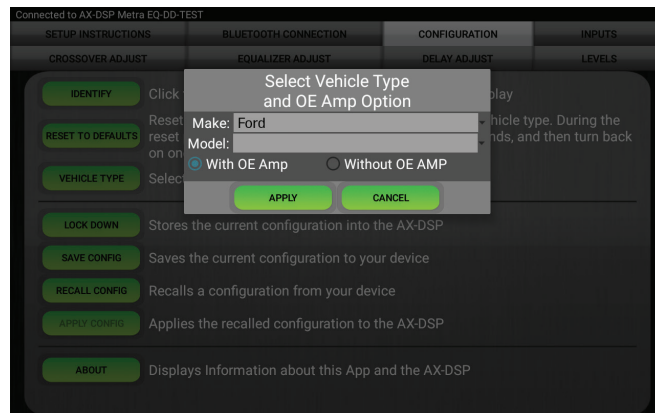 Connected to AX-DSP Metra EQ-DD-TEST
SETUP INSTRUCTIONS BLUETOOTH CONNECTION CONFIGURATION INPUTS
CROSSOVER ADJUST EQUALIZER ADJUST DELAY ADJUST LEVELS
IDENTIFY Click play
RESET TO DEFAULTS Reset hicle type. During the
reset nds, and then turn back
on on
VEHICLE TYPE Select
Select Vehicle Type
and OE Amp Option
Make: Ford
Model:
With OE Amp Without OE AMP
APPLY CANCEL
LOCK DOWN Stores the current configuration into the AX-DSP
SAVE CONFIG Saves the current configuration to your device
RECALL CONFIG Recalls a configuration from your device
APPLY CONFIG Applies the recalled configuration to the AX-DSP
ABOUT Displays Information about this App and the AX-DSP